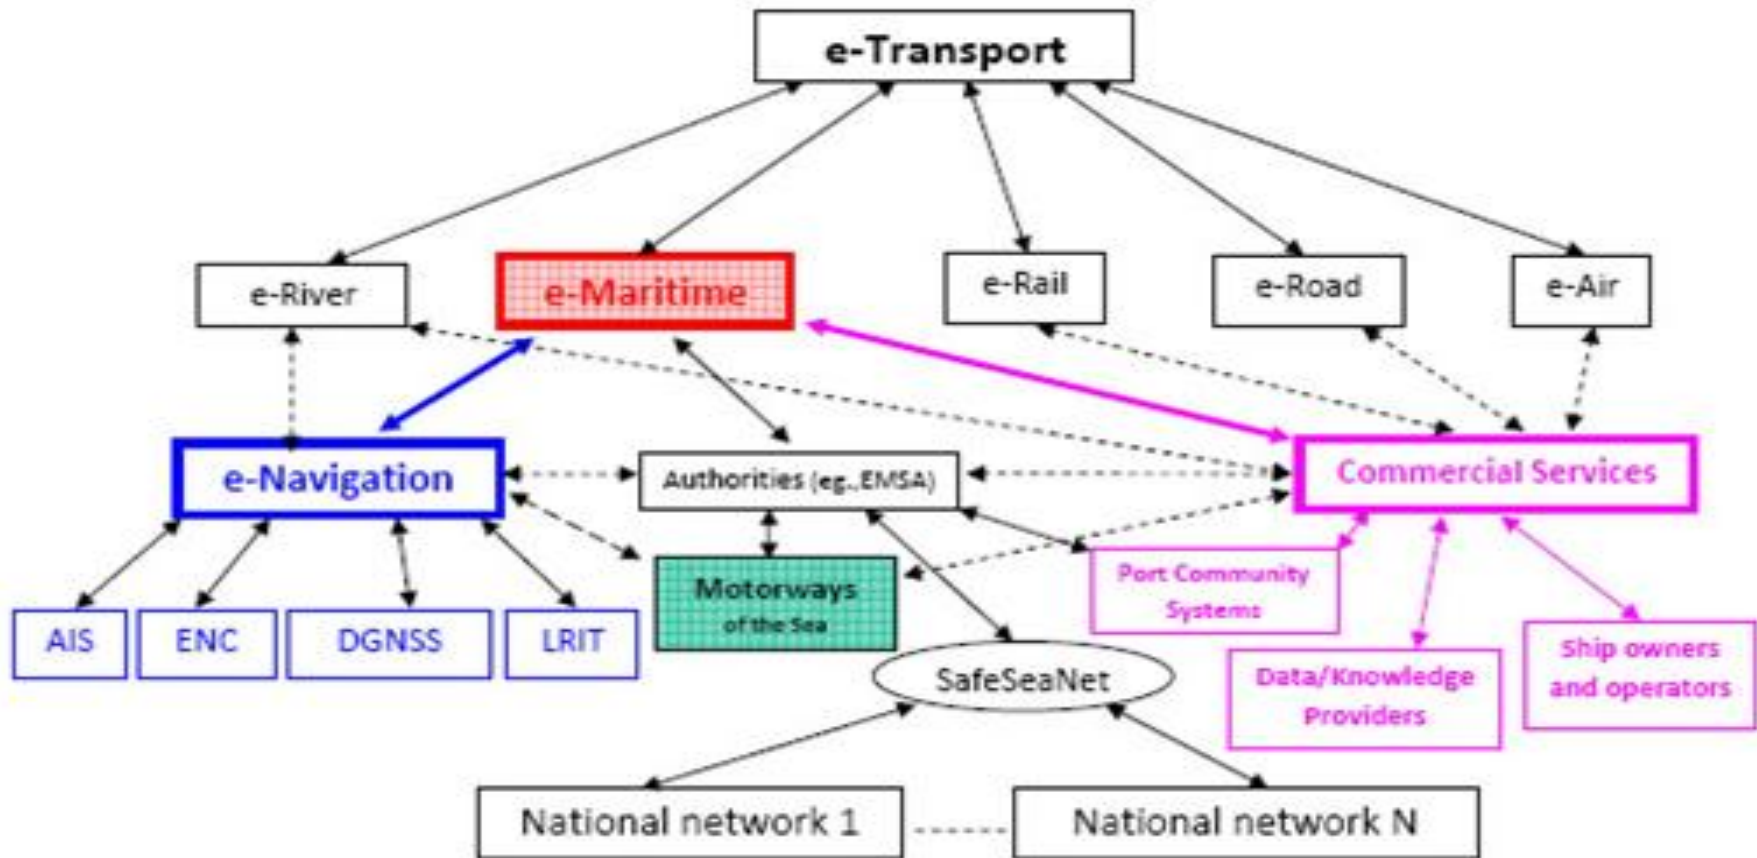 e-Transport
e-River
e-Maritime
e-Rail
e-Road
e-Air
e-Navigation
Authorities (eg.,EMSA)
Commercial Services
AIS
ENC
DGNSS
LRIT
Motorways
of the Sea
Port Community
Systems
SafeSeaNet
Data/Knowledge
Providers
Ship owners
and operators
National network 1
National network N